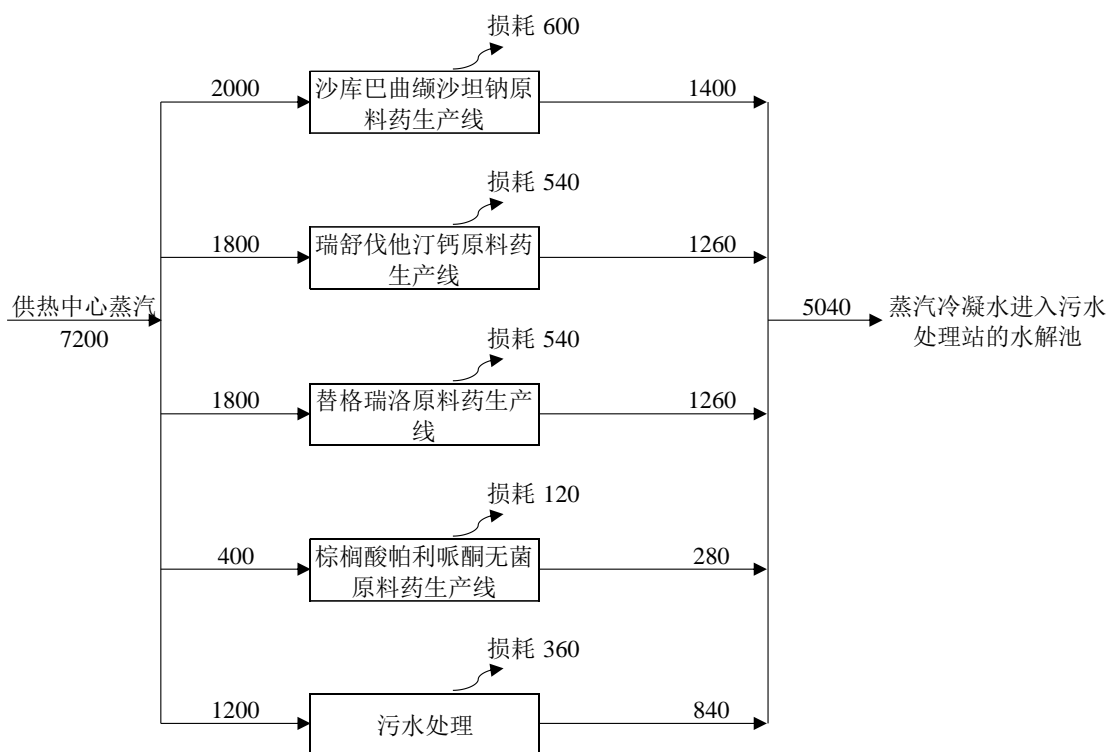 损耗 600
2000
沙库巴曲缬沙坦钠原
料药生产线
1400
损耗 540
1800
瑞舒伐他汀钙原料药
生产线
1260
供热中心蒸汽
7200
5040
蒸汽冷凝水进入污水
处理站的水解池
损耗 540
1800
替格瑞洛原料药生产
线
1260
损耗 120
400
棕榈酸帕利哌酮无菌
原料药生产线
280
损耗 360
1200
污水处理
840